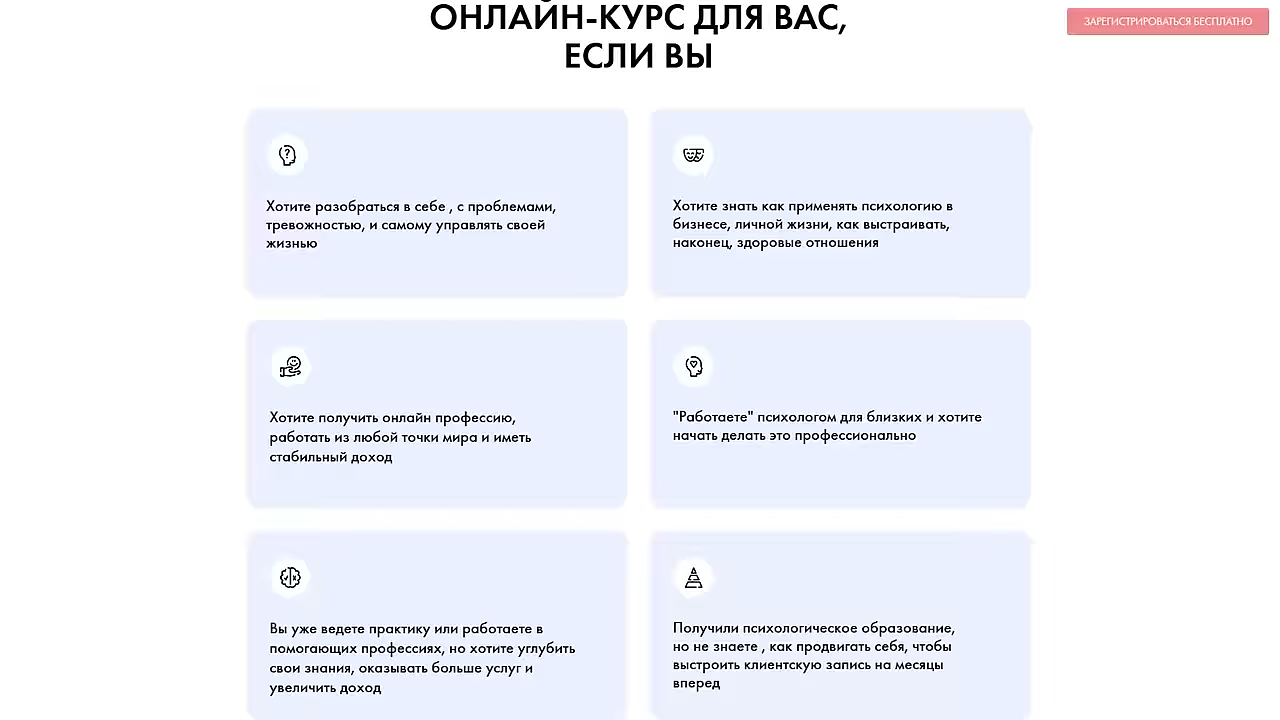 ОНЛАЙН-КУРС ДЛЯ ВАС,
ЕСЛИ ВЫ
ЗАРЕГИСТРИРОВАТЬСЯ БЕСПЛАТНО
Хотите разобраться в себе , с проблемами,
тревожностью, и самому управлять своей
жизнью
Хотите знать как применять психологию в
бизнесе, личной жизни, как выстраивать,
наконец, здоровые отношения
Хотите получить онлайн профессию,
работать из любой точки мира и иметь
стабильный доход
"Работаете" психологом для близких и хотите
начать делать это профессионально
Вы уже ведете практику или работаете в
помогающих профессиях, но хотите углубить
свои знания, оказывать больше услуг и
увеличить доход
Получили психологическое образование,
но не знаете , как продвигать себя, чтобы
выстроить клиентскую запись на месяцы
вперед